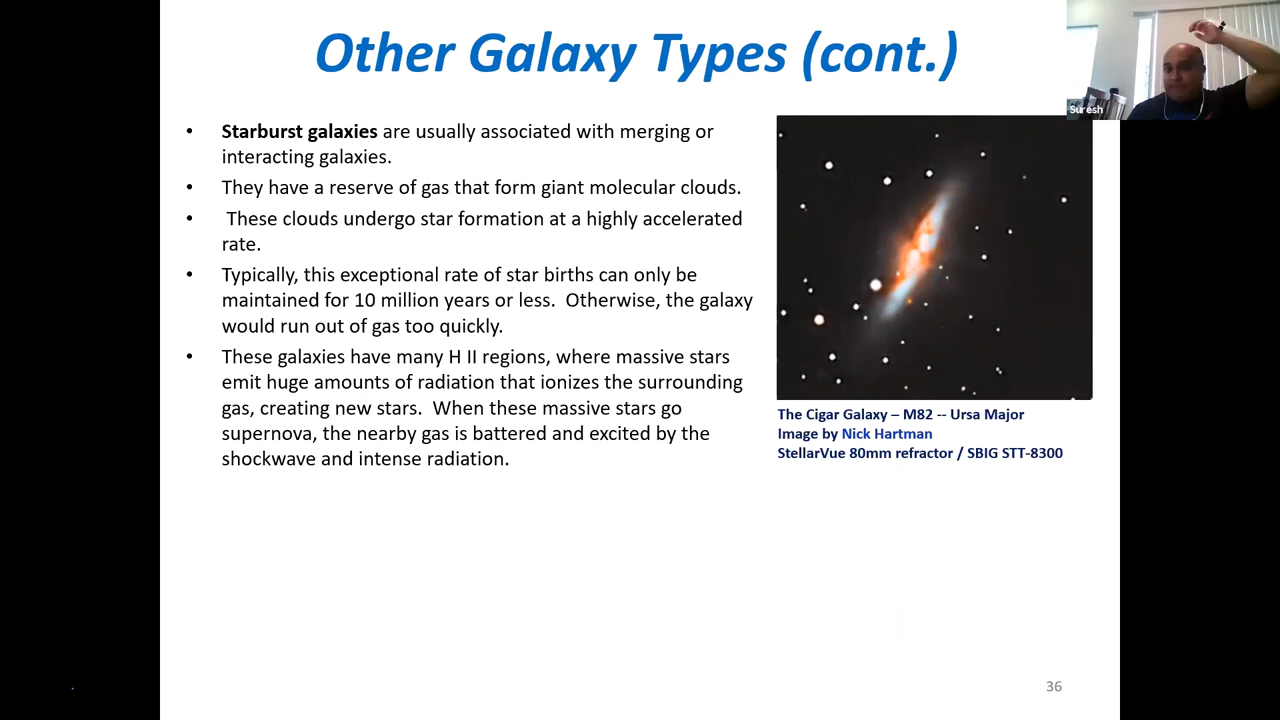 Other Galaxy Types (cont.)
Suresh
• Starburst galaxies are usually associated with merging or
interacting galaxies.
• They have a reserve of gas that form giant molecular clouds.
• These clouds undergo star formation at a highly accelerated
rate.
• Typically, this exceptional rate of star births can only be
maintained for 10 million years or less. Otherwise, the galaxy
would run out of gas too quickly.
• These galaxies have many H II regions, where massive stars
emit huge amounts of radiation that ionizes the surrounding
gas, creating new stars. When these massive stars go
supernova, the nearby gas is battered and excited by the
shockwave and intense radiation.
The Cigar Galaxy – M82 -- Ursa Major
Image by Nick Hartman
StellarVue 80mm refractor / SBIG STT-8300
36